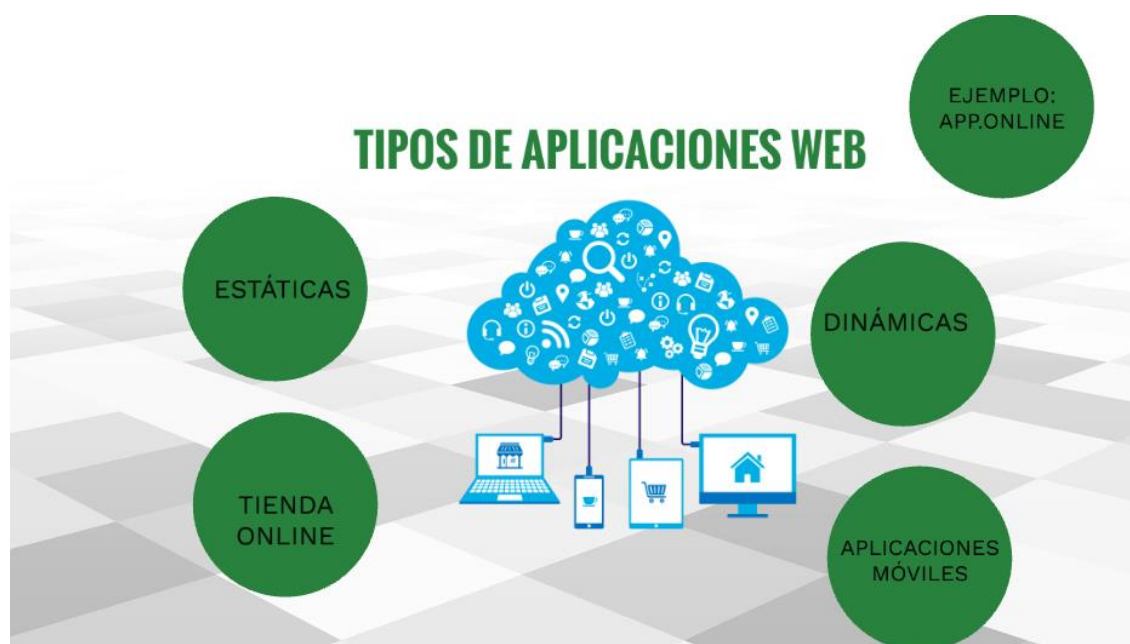 EJEMPLO:
APP.ONLINE
TIPOS DE APLICACIONES WEB
ESTÁTICAS
DINÁMICAS
TIENDA
ONLINE
APLICACIONES
MÓVILES